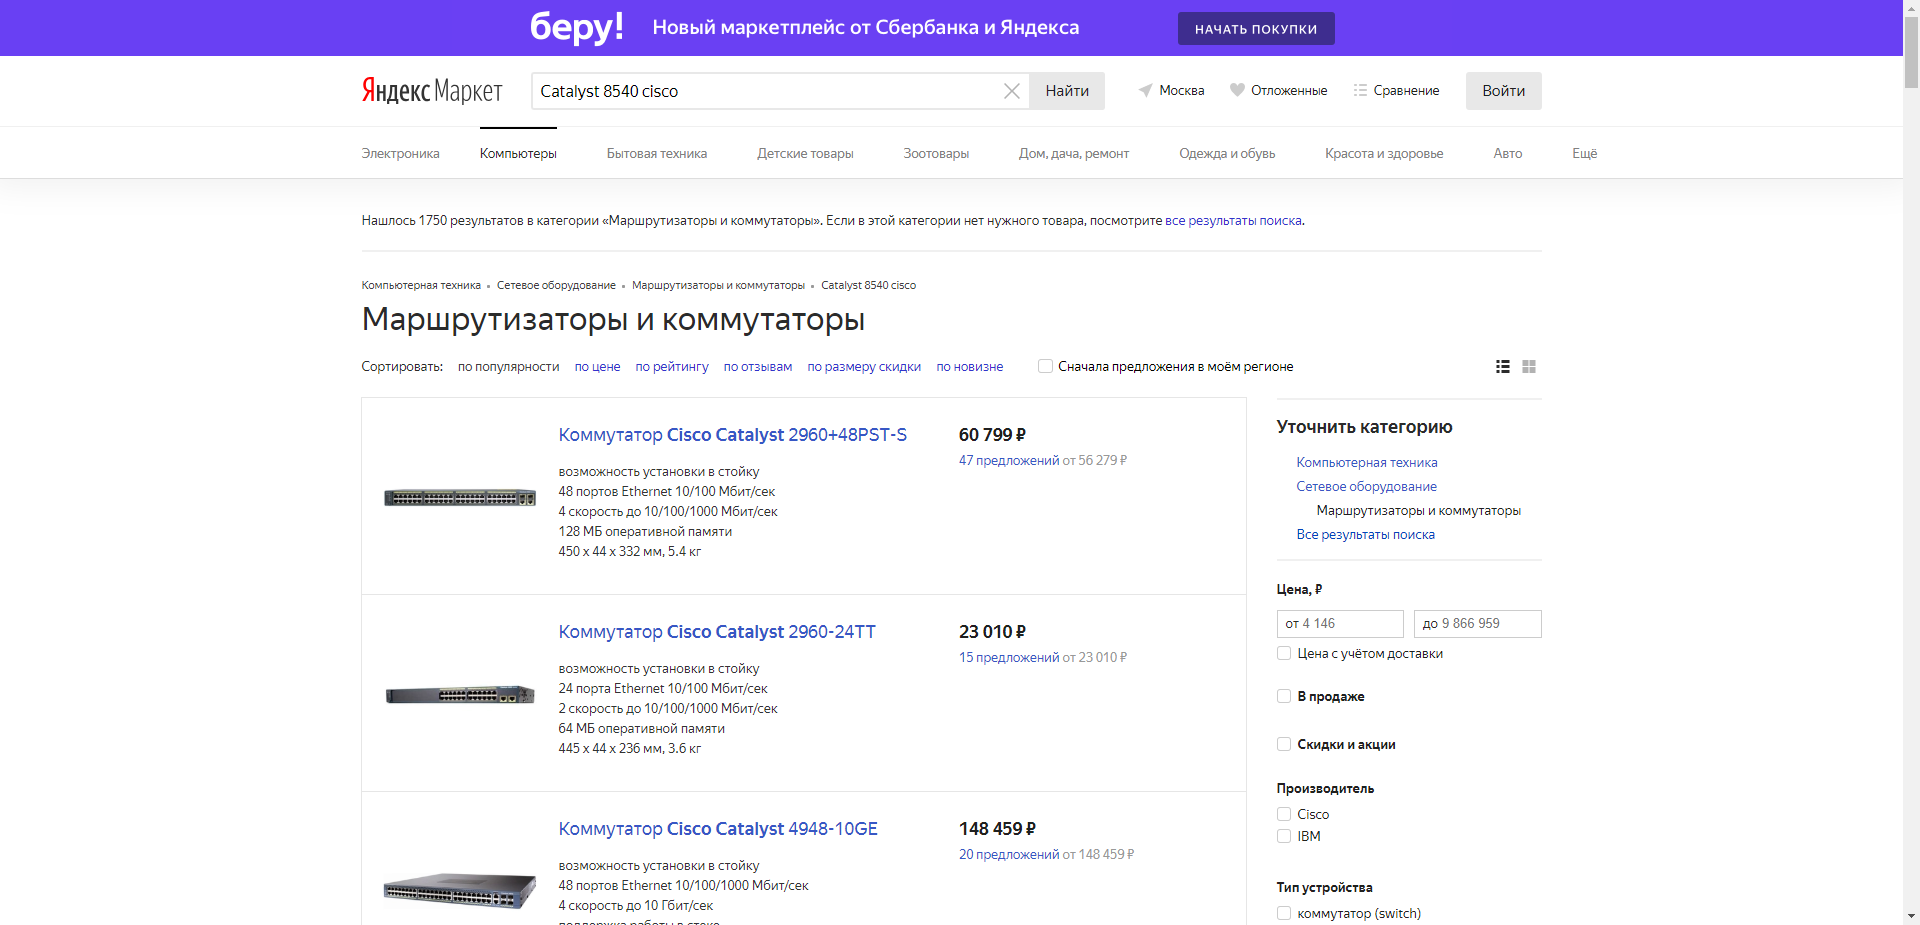 беру! Новый маркетплейс от Сбербанка и Яндекса НАЧАТЬ ПОКУПКИ
Яндекс Маркет Catalyst 8540 cisco Найти Москва Отложенные Сравнение Войти
Электроника Компьютеры Бытовая техника Детские товары Зоотовары Дом, дача, ремонт Одежда и обувь Красота и здоровье Авто Ещё
Нашлось 1750 результатов в категории «Маршрутизаторы и коммутаторы». Если в этой категории нет нужного товара, посмотрите все результаты поиска.
Компьютерная техника • Сетевое оборудование • Маршрутизаторы и коммутаторы • Catalyst 8540 cisco
Маршрутизаторы и коммутаторы
Сортировать: по популярности по цене по рейтингу по отзывам по размеру скидки по новизне Сначала предложения в моём регионе
Коммутатор Cisco Catalyst 2960+48PST-S
возможность установки в стойку
48 портов Ethernet 10/100 Мбит/сек
4 скорость до 10/100/1000 Мбит/сек
128 МБ оперативной памяти
450 x 44 x 332 мм, 5.4 кг
60 799 ₽
47 предложений от 56 279 ₽
Коммутатор Cisco Catalyst 2960-24TT
возможность установки в стойку
24 порта Ethernet 10/100 Мбит/сек
2 скорость до 10/100/1000 Мбит/сек
64 МБ оперативной памяти
445 x 44 x 236 мм, 3.6 кг
23 010 ₽
15 предложений от 23 010 ₽
Коммутатор Cisco Catalyst 4948-10GE
возможность установки в стойку
48 портов Ethernet 10/100/1000 Мбит/сек
4 скорость до 10 Гбит/сек
поддержка работы в стеке
148 459 ₽
20 предложений от 148 459 ₽
Уточнить категорию
Компьютерная техника
Сетевое оборудование
Маршрутизаторы и коммутаторы
Все результаты поиска
Цена, ₽
от 4 146 до 9 866 959
Цена с учётом доставки
В продаже
Скидки и акции
Производитель
Cisco
IBM
Тип устройства
коммутатор (switch)